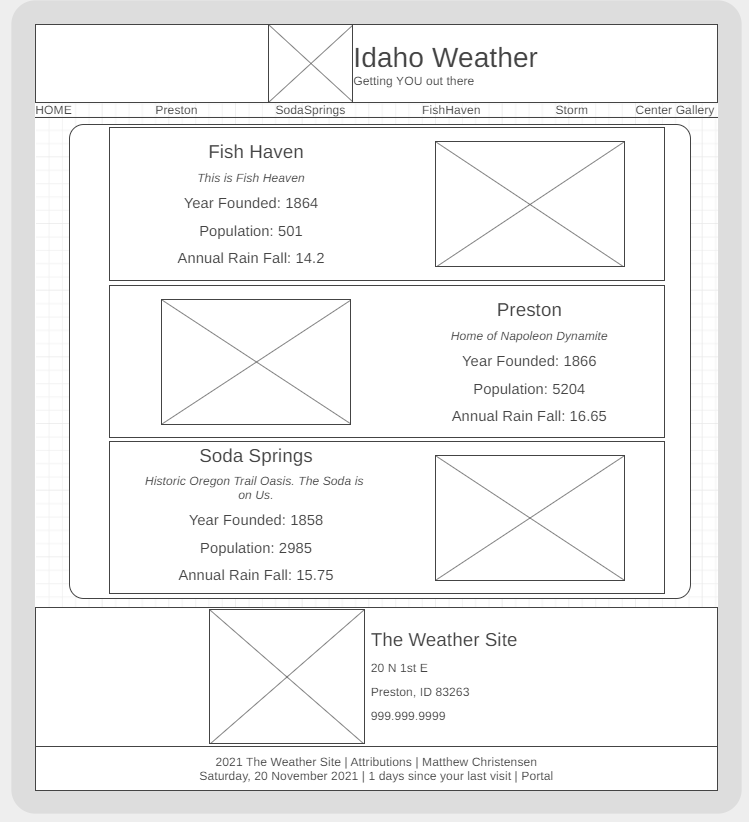 Idaho Weather
Getting YOU out there
HOME Preston SodaSprings FishHaven Storm Center Gallery
Fish Haven
This is Fish Heaven
Year Founded: 1864
Population: 501
Annual Rain Fall: 14.2
Preston
Home of Napoleon Dynamite
Year Founded: 1866
Population: 5204
Annual Rain Fall: 16.65
Soda Springs
Historic Oregon Trail Oasis. The Soda is
on Us.
Year Founded: 1858
Population: 2985
Annual Rain Fall: 15.75
The Weather Site
20 N 1st E
Preston, ID 83263
999.999.9999
2021 The Weather Site | Attributions | Matthew Christensen
Saturday, 20 November 2021 | 1 days since your last visit | Portal